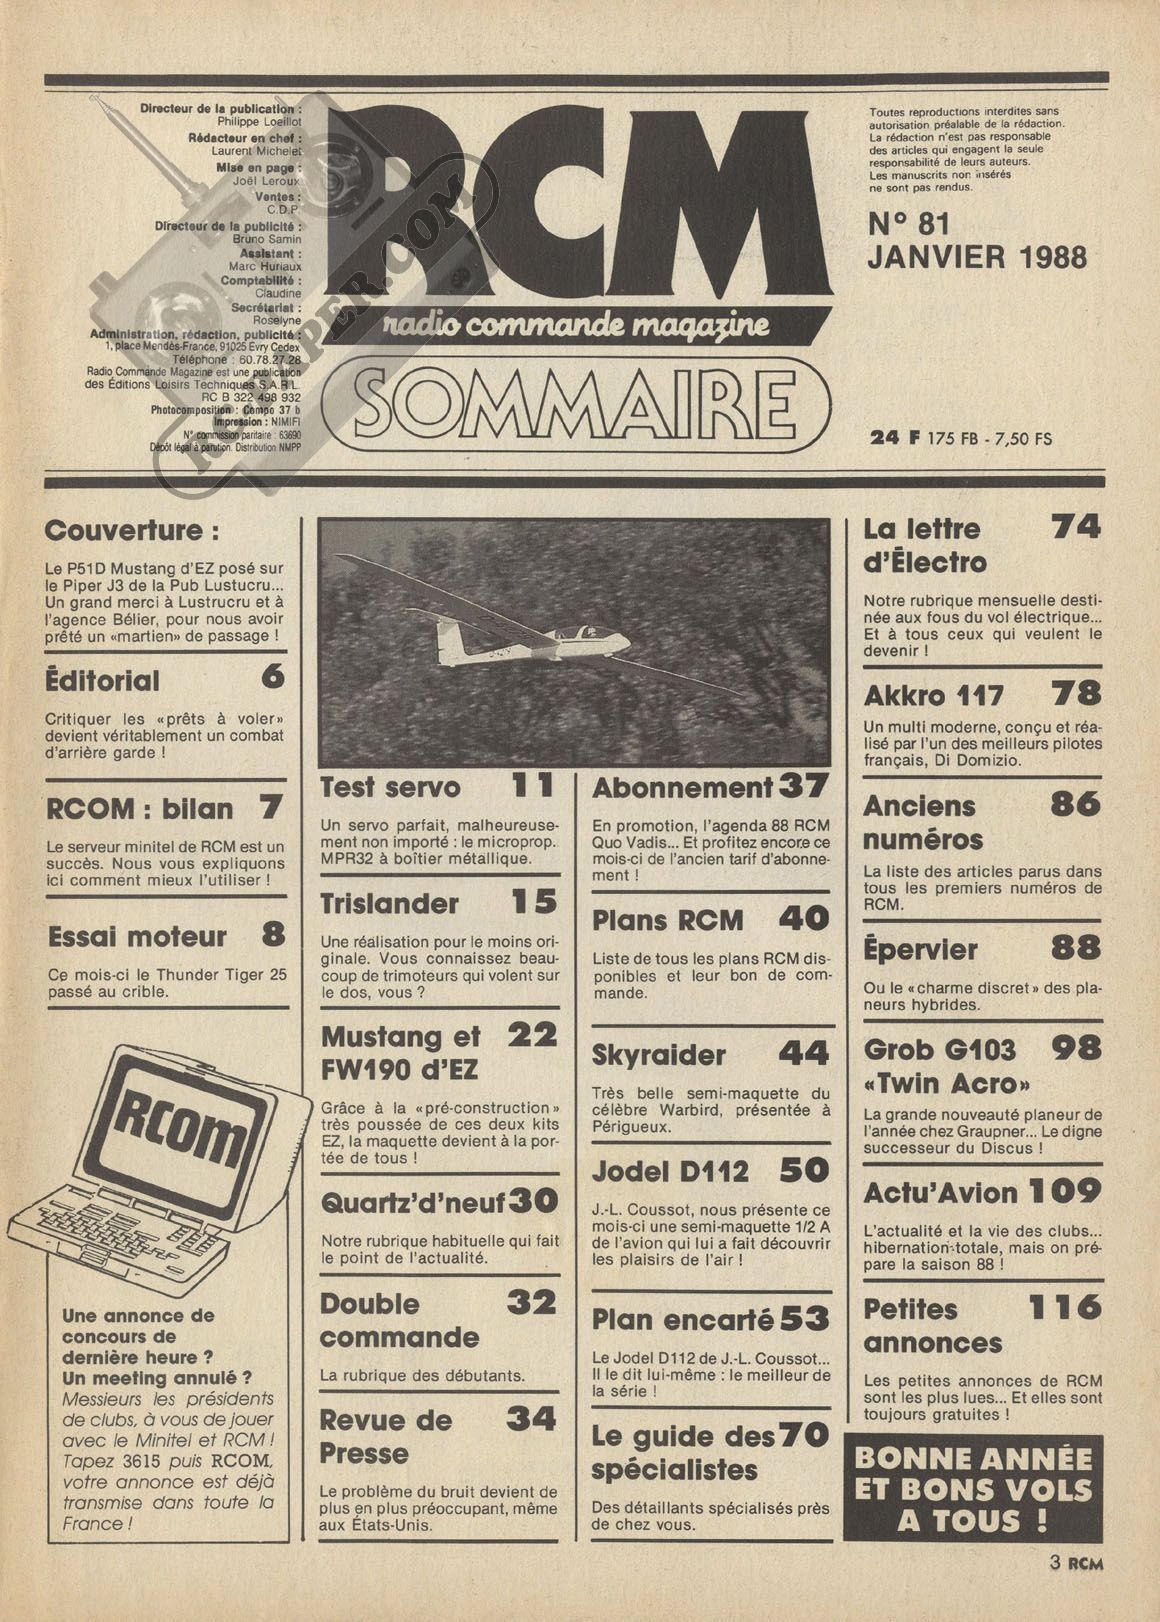 Directeur de la publication :
Philippe Loeillot
Rédacteur en chef :
Laurent Michelet
Mise en page :
Joël Leroux
Ventes :
C.D.P.
Directeur de la publicité :
Bruno Samin
Assistant :
Marc Huriaux
Comptabilité :
Claudine
Secrétariat :
Roselyne
Administration, rédaction, publicité :
1, place Mendès-France, 91025 Evry Cedex
Téléphone : 60.78.27.28
Radio Commande Magazine est une publication
des Éditions Loisirs Techniques S.A.R.L.
RC B 322 498 932
Photocomposition : Compo 37 b
Impression : NIMIFI
N° commission paritaire : 63690
Dépôt légal à parution. Distribution NMPP
RCM
radio commande magazine
SOMMAIRE
Toutes reproductions interdites sans
autorisation préalable de la rédaction.
La rédaction n'est pas responsable
des articles qui engagent la seule
responsabilité de leurs auteurs.
Les manuscrits non insérés
ne sont pas rendus.
N° 81
JANVIER 1988
24 F 175 FB - 7,50 FS
Couverture :
Le P51D Mustang d'EZ posé sur
le Piper J3 de la Pub Lustucru...
Un grand merci à Lustrucru et à
l'agence Bélier, pour nous avoir
prêté un «martien» de passage !
Éditorial 6
Critiquer les «prêts à voler»
devient véritablement un combat
d'arrière garde !
RCOM : bilan 7
Le serveur minitel de RCM est un
succès. Nous vous expliquons
ici comment mieux l'utiliser !
Essai moteur 8
Ce mois-ci le Thunder Tiger 25
passé au crible.
RCom
Une annonce de
concours de
dernière heure ?
Un meeting annulé ?
Messieurs les présidents
de clubs, à vous de jouer
avec le Minitel et RCM !
Tapez 3615 puis RCOM,
votre annonce est déjà
transmise dans toute la
France !
Test servo 11
Un servo parfait, malheureuse-
ment non importé : le microprop.
MPR32 à boîtier métallique.
Trislander 15
Une réalisation pour le moins ori-
ginale. Vous connaissez beau-
coup de trimoteurs qui volent sur
le dos, vous ?
Mustang et 22
FW190 d'EZ
Grâce à la «pré-construction»
très poussée de ces deux kits
EZ, la maquette devient à la por-
tée de tous !
Quartz'd'neuf 30
Notre rubrique habituelle qui fait
le point de l'actualité.
Double 32
commande
La rubrique des débutants.
Revue de 34
Presse
Le problème du bruit devient de
plus en plus préoccupant, même
aux États-Unis.
Abonnement 37
En promotion, l'agenda 88 RCM
Quo Vadis... Et profitez encore ce
mois-ci de l'ancien tarif d'abonne-
ment !
Plans RCM 40
Liste de tous les plans RCM dis-
ponibles et leur bon de com-
mande.
Skyraider 44
Très belle semi-maquette du
célèbre Warbird, présentée à
Périgueux.
Jodel D112 50
J.-L. Coussot, nous présente ce
mois-ci une semi-maquette 1/2 A
de l'avion qui lui a fait découvrir
les plaisirs de l'air !
Plan encarté 53
Le Jodel D112 de J.-L. Coussot...
Il le dit lui-même : le meilleur de
la série !
Le guide des 70
spécialistes
Des détaillants spécialisés près
de chez vous.
La lettre 74
d'Électro
Notre rubrique mensuelle desti-
née aux fous du vol électrique...
Et à tous ceux qui veulent le
devenir !
Akkro 117 78
Un multi moderne, conçu et réa-
lisé par l'un des meilleurs pilotes
français, Di Domizio.
Anciens 86
numéros
La liste des articles parus dans
tous les premiers numéros de
RCM.
Épervier 88
Ou le «charme discret» des pla-
neurs hybrides.
Grob G103 98
«Twin Acro»
La grande nouveauté planeur de
l'année chez Graupner... Le digne
successeur du Discus !
Actu'Avion 109
L'actualité et la vie des clubs...
hibernation totale, mais on pré-
pare la saison 88 !
Petites 116
annonces
Les petites annonces de RCM
sont les plus lues... Et elles sont
toujours gratuites !
BONNE ANNÉE
ET BONS VOLS
A TOUS !
3 RCM